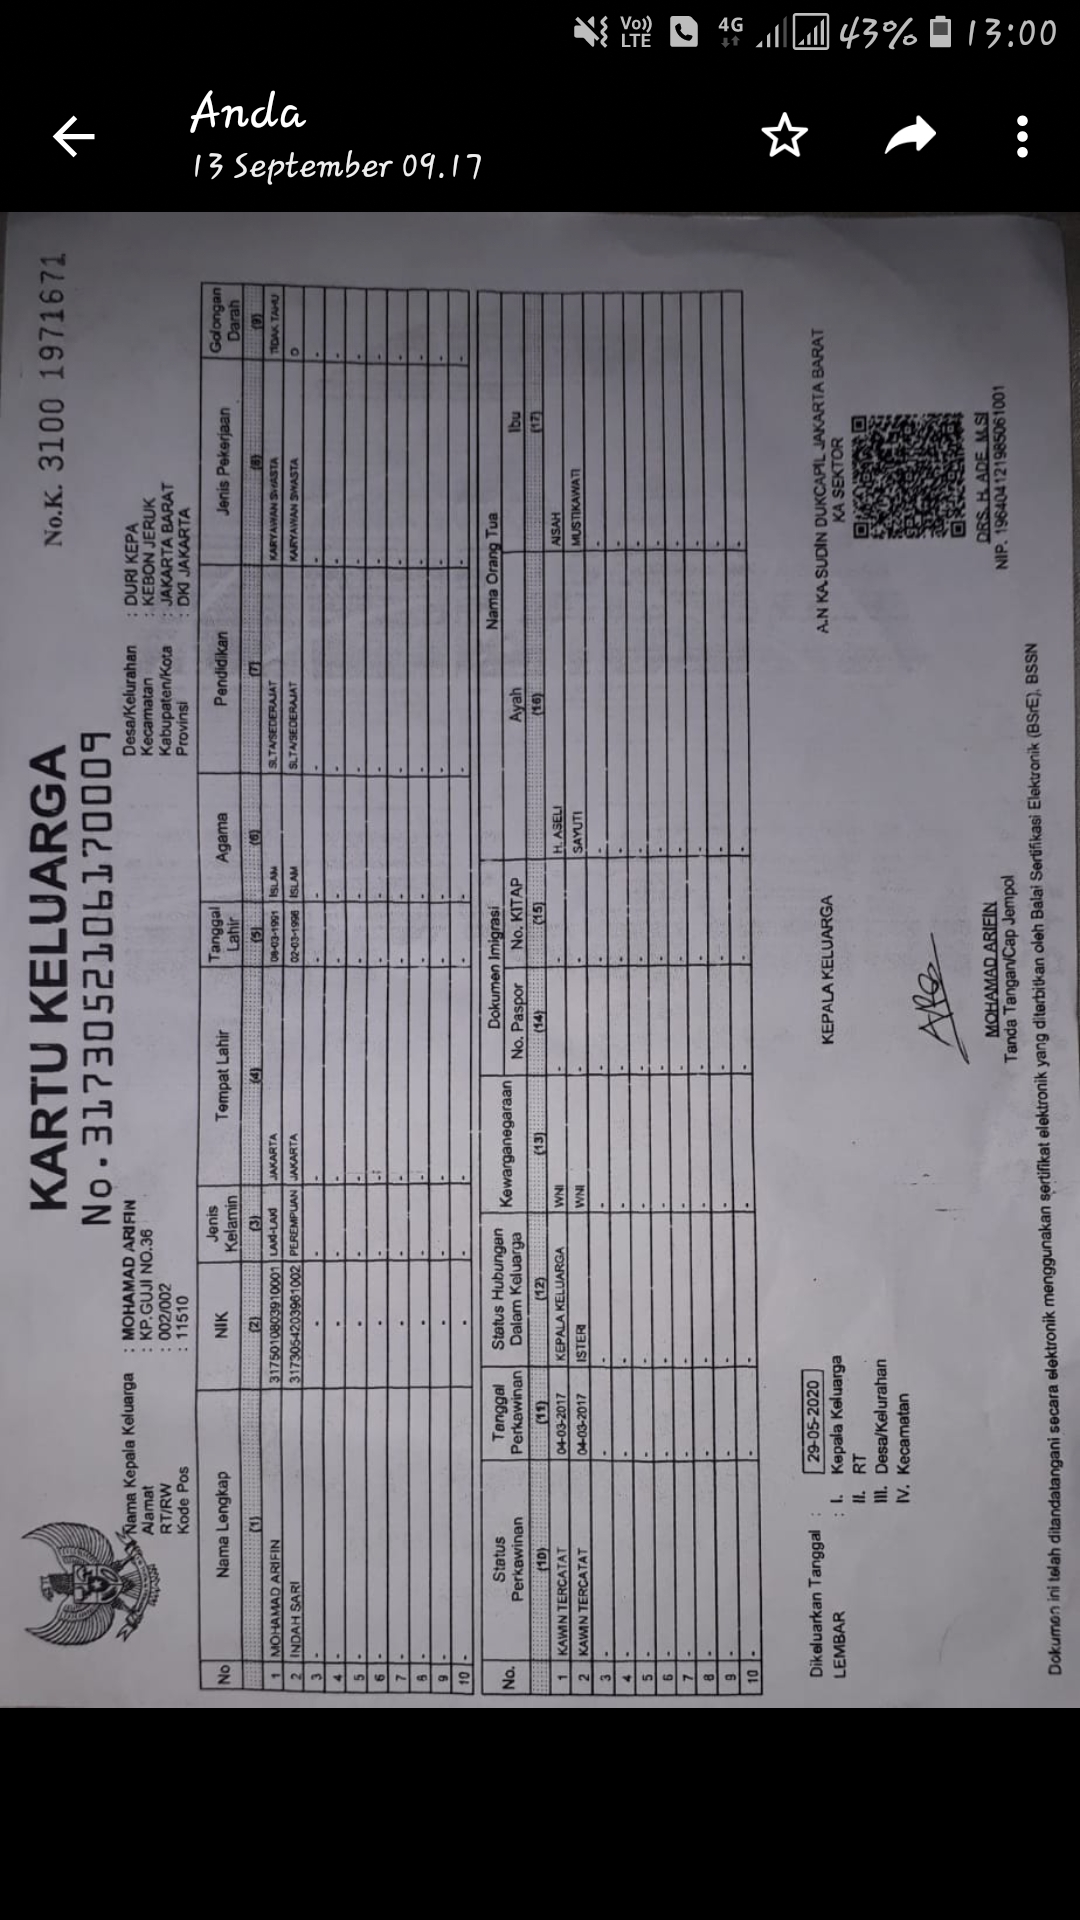 Vo)) LTE 4G 43% 13:00
Anda
13 September 09.17
No.K. 3100 1971671
KARTU KELUARGA
No.3173052106170009
Nama Kepala Keluarga : MOHAMAD ARIFIN
Alamat : KP.GUJI NO.36
RT/RW : 002/002
Kode Pos : 11510
Desa/Kelurahan : DURI KEPA
Kecamatan : KEBON JERUK
Kabupaten/Kota : JAKARTA BARAT
Provinsi : DKI JAKARTA
No Nama Lengkap NIK Jenis Kelamin Tempat Lahir Tanggal Lahir Agama Pendidikan Jenis Pekerjaan Golongan Darah
(1) (2) (3) (4) (5) (6) (7) (8) (9)
1 MOHAMAD ARIFIN 3175010803910001 LAKI-LAKI JAKARTA 08-03-1991 ISLAM SLTA/SEDERAJAT KARYAWAN SWASTA TIDAK TAHU
2 INDAH SARI 3173054203961002 PEREMPUAN JAKARTA 02-03-1996 ISLAM SLTA/SEDERAJAT KARYAWAN SWASTA O
3 - - - - - - - - -
4 - - - - - - - - -
5 - - - - - - - - -
6 - - - - - - - - -
7 - - - - - - - - -
8 - - - - - - - - -
9 - - - - - - - - -
10 - - - - - - - - -
No. Status Perkawinan Tanggal Perkawinan Status Hubungan Dalam Keluarga Kewarganegaraan Dokumen Imigrasi Nama Orang Tua
No. Paspor No. KITAP Ayah Ibu
(10) (11) (12) (13) (14) (15) (16) (17)
1 KAWIN TERCATAT 04-03-2017 KEPALA KELUARGA WNI - - H. ASELI AISAH
2 KAWIN TERCATAT 04-03-2017 ISTERI WNI - - SAYUTI MUSTIKAWATI
3 - - - - - - - -
4 - - - - - - - -
5 - - - - - - - -
6 - - - - - - - -
7 - - - - - - - -
8 - - - - - - - -
9 - - - - - - - -
10 - - - - - - - -
Dikeluarkan Tanggal : 29-05-2020
LEMBAR : I. Kepala Keluarga
II. RT
III. Desa/Kelurahan
IV. Kecamatan
KEPALA KELUARGA
MOHAMAD ARIFIN
Tanda Tangan/Cap Jempol
A.N KA.SUDIN DUKCAPIL JAKARTA BARAT
KA SEKTOR
DRS. H. ADE. M.SI
NIP. 196404121985061001
Dokumen ini telah ditandatangani secara elektronik menggunakan sertifikat elektronik yang diterbitkan oleh Balai Sertifikasi Elektronik (BSrE), BSSN